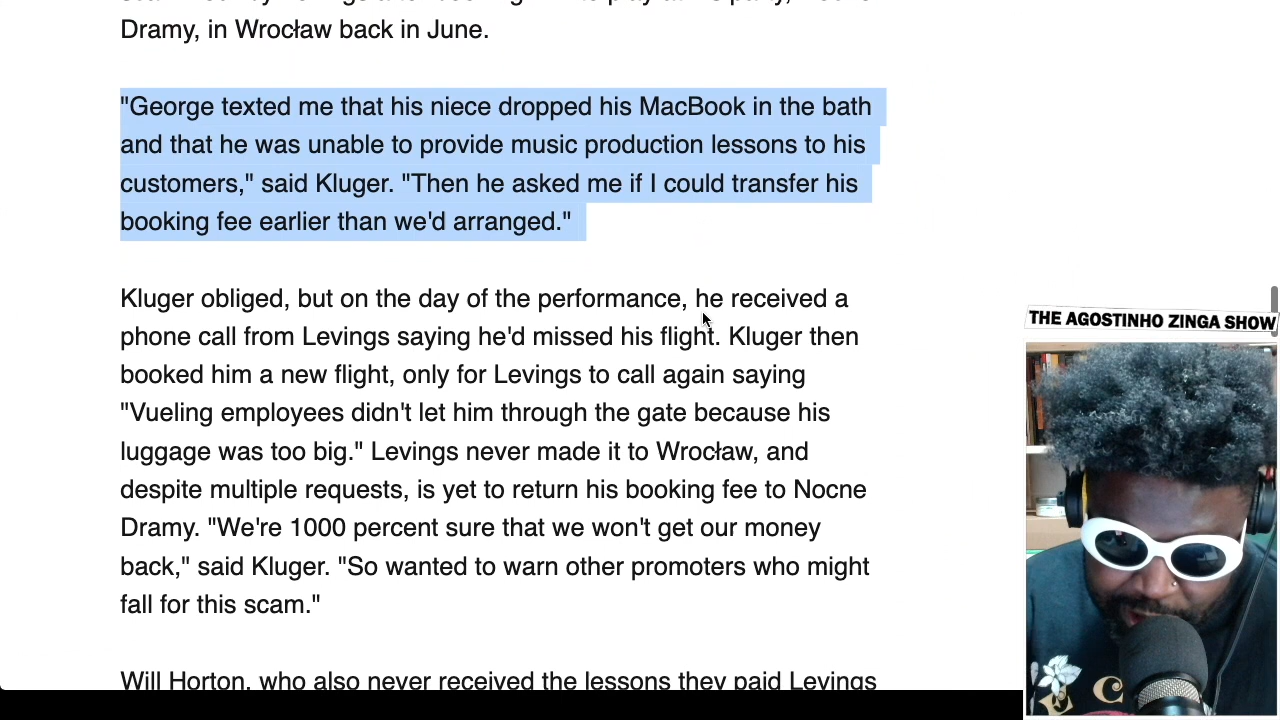 Dramy, in Wrocław back in June.
"George texted me that his niece dropped his MacBook in the bath
and that he was unable to provide music production lessons to his
customers," said Kluger. "Then he asked me if I could transfer his
booking fee earlier than we'd arranged."
Kluger obliged, but on the day of the performance, he received a
phone call from Levings saying he'd missed his flight. Kluger then
booked him a new flight, only for Levings to call again saying
"Vueling employees didn't let him through the gate because his
luggage was too big." Levings never made it to Wrocław, and
despite multiple requests, is yet to return his booking fee to Nocne
Dramy. "We're 1000 percent sure that we won't get our money
back," said Kluger. "So wanted to warn other promoters who might
fall for this scam."
Will Horton, who also never received the lessons they paid Levings
THE AGOSTINHO ZINGA SHOW
E C